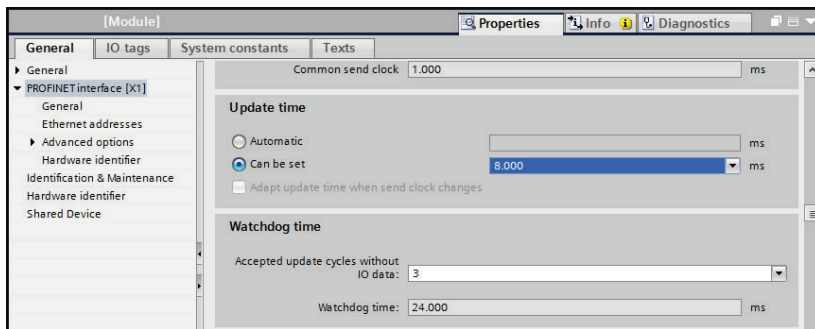 [Module]
Properties
Info
Diagnostics
General
IO tags
System constants
Texts
General
PROFINET interface [X1]
General
Ethernet addresses
Advanced options
Hardware identifier
Identification & Maintenance
Hardware identifier
Shared Device
Common send clock 1.000 ms
Update time
Automatic ms
Can be set 8.000 ms
Adapt update time when send clock changes
Watchdog time
Accepted update cycles without
IO data: 3
Watchdog time: 24.000 ms